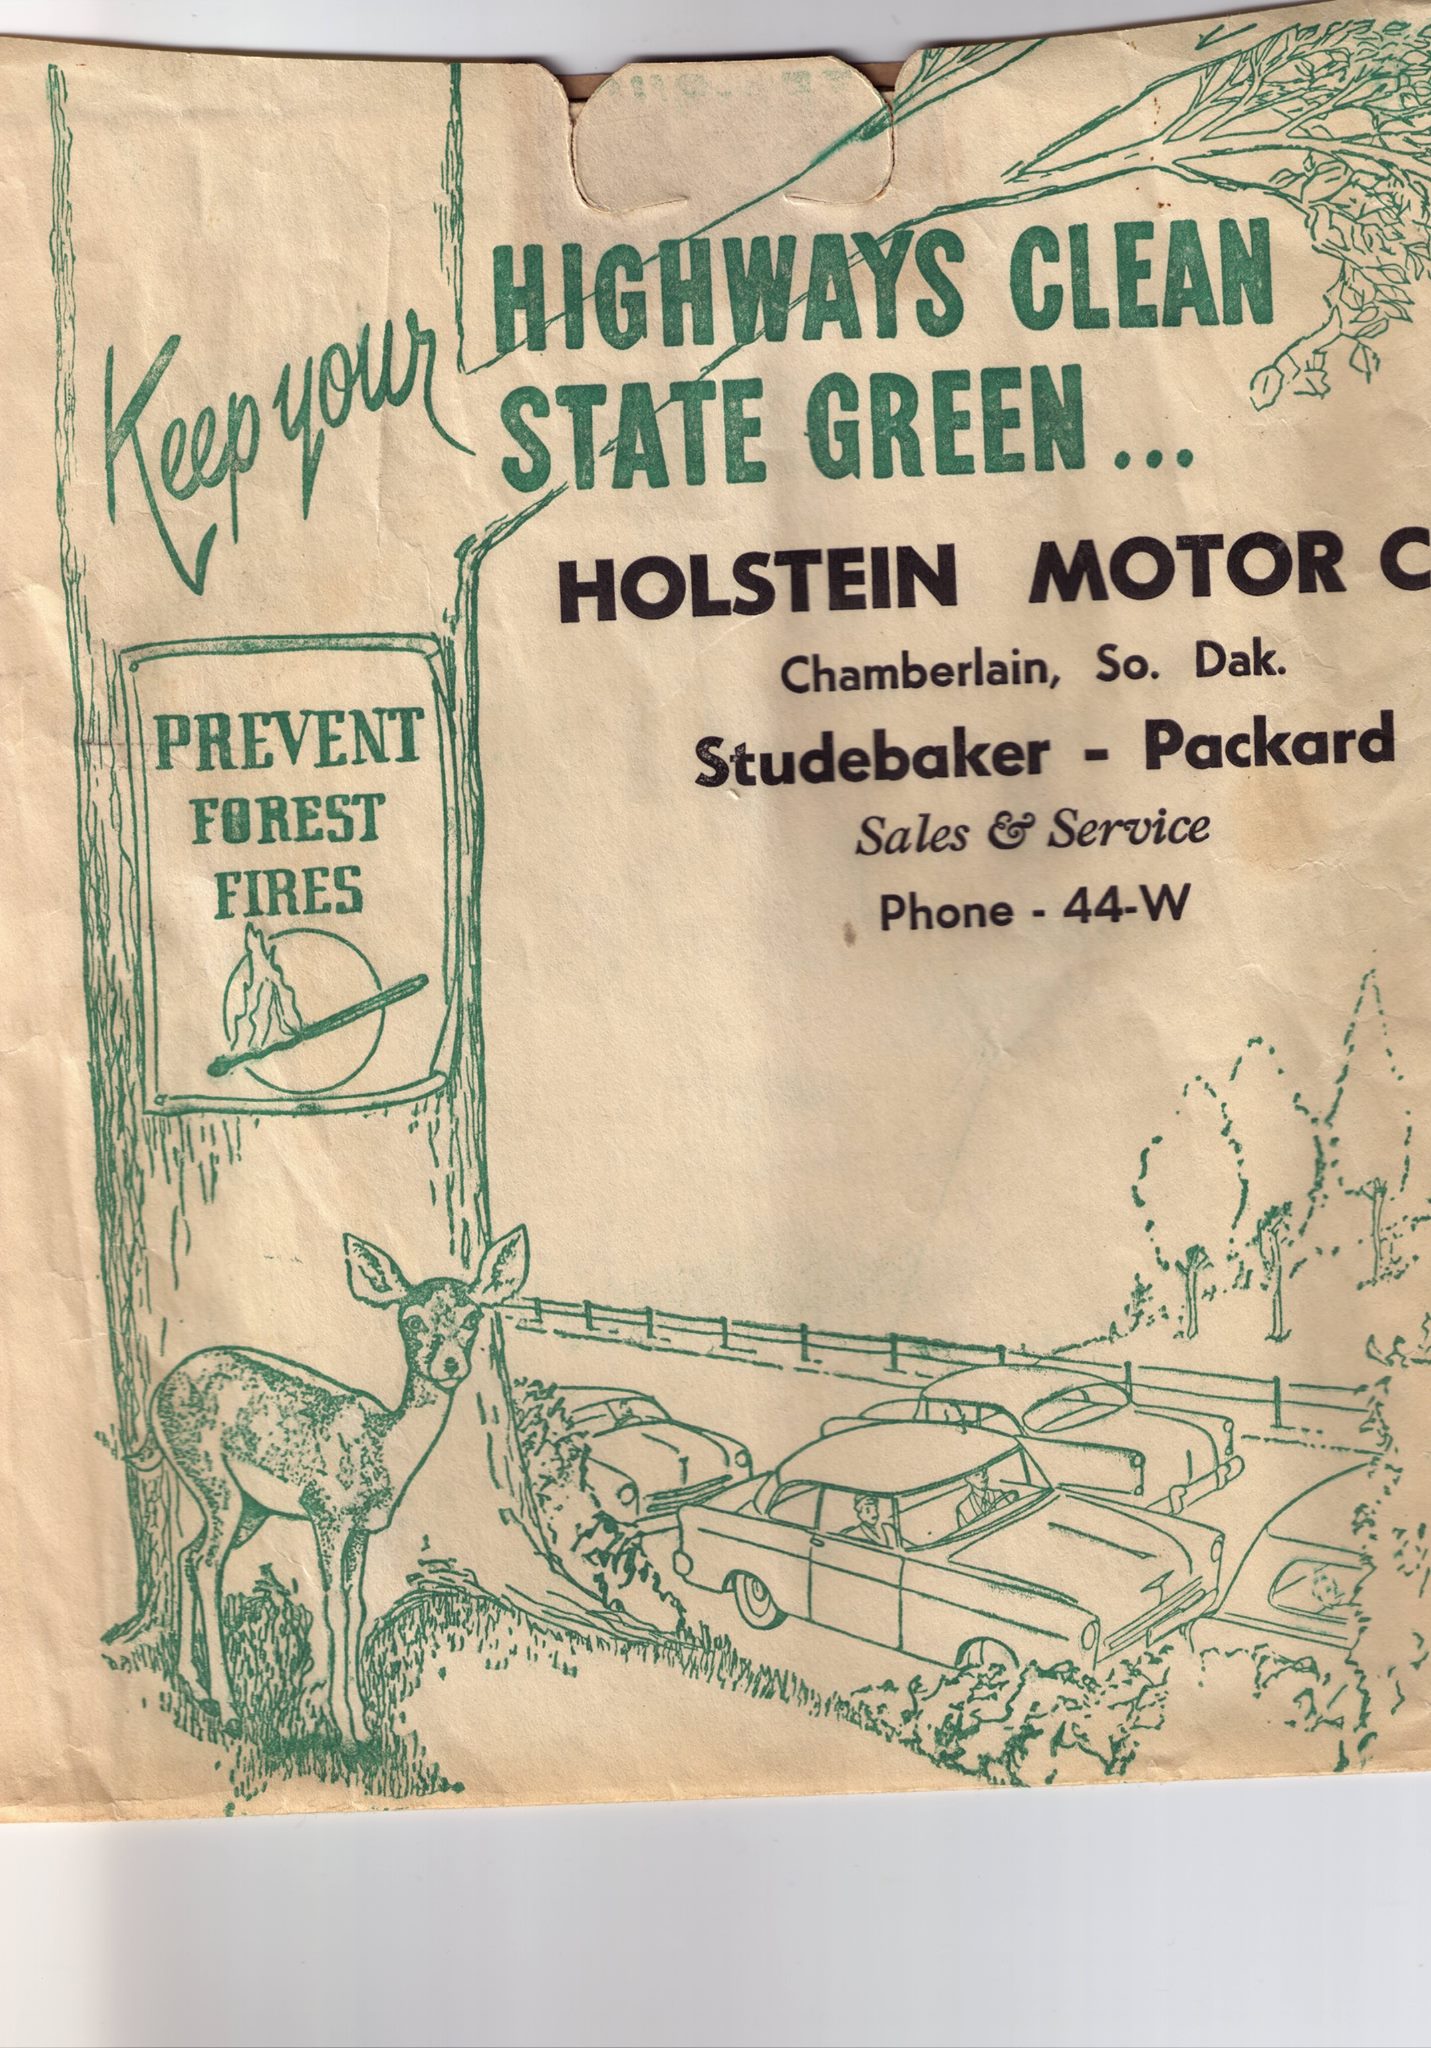 Keep your
HIGHWAYS CLEAN
STATE GREEN...
HOLSTEIN MOTOR C
Chamberlain, So. Dak.
Studebaker - Packard
Sales & Service
Phone - 44-W
PREVENT
FOREST
FIRES